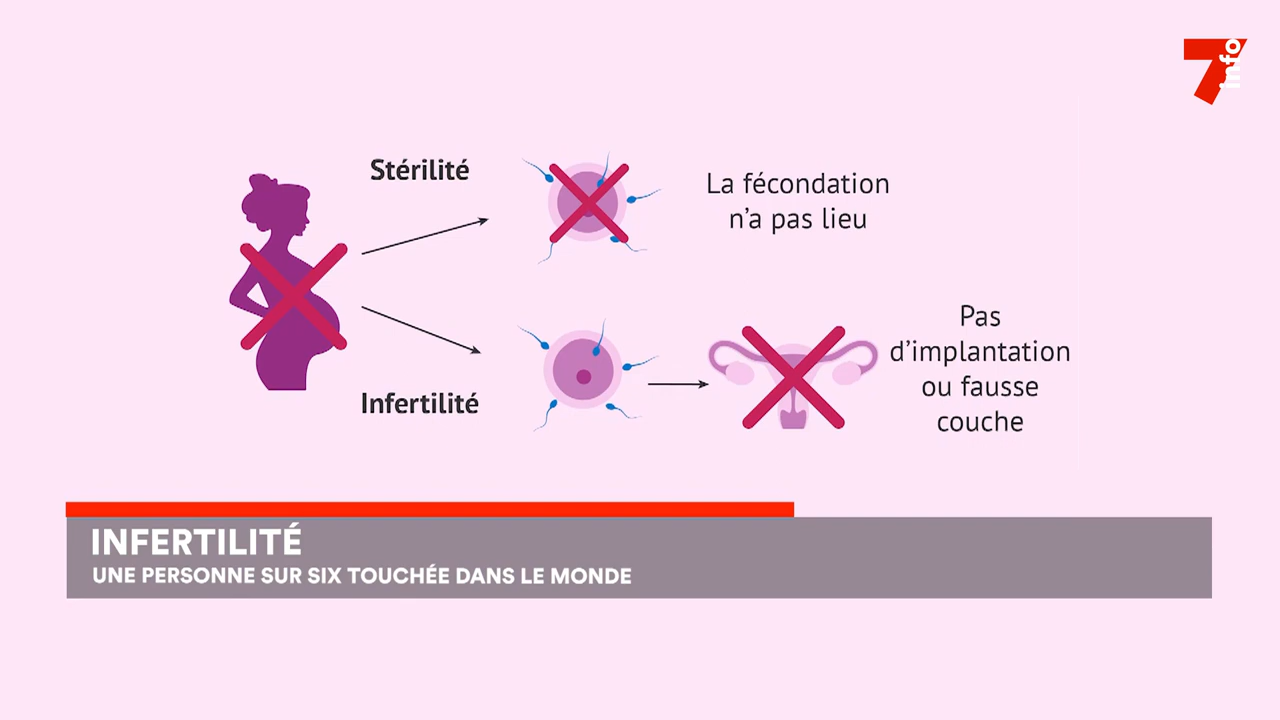 7 info
Stérilité
La fécondation
n'a pas lieu
Infertilité
Pas
d'implantation
ou fausse
couche
INFERTILITÉ
UNE PERSONNE SUR SIX TOUCHÉE DANS LE MONDE